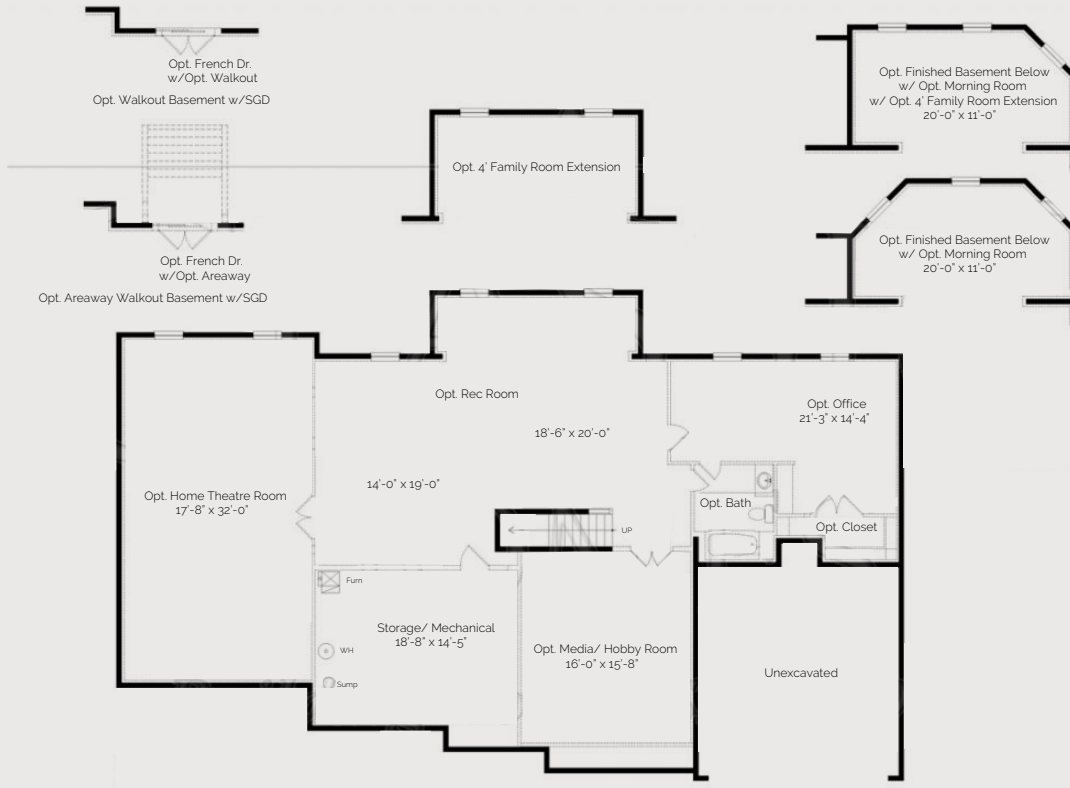 Opt. French Dr.
w/Opt. Walkout
Opt. Walkout Basement w/SGD
Opt. French Dr.
w/Opt. Areaway
Opt. Areaway Walkout Basement w/SGD
Opt. 4' Family Room Extension
Opt. Finished Basement Below
w/ Opt. Morning Room
w/ Opt. 4' Family Room Extension
20'-0" x 11'-0"
Opt. Finished Basement Below
w/ Opt. Morning Room
20'-0" x 11'-0"
Opt. Rec Room
18'-6" x 20'-0"
14'-0" x 19'-0"
Opt. Office
21'-3" x 14'-4"
Opt. Home Theatre Room
17'-8" x 32'-0"
Opt. Bath
Opt. Closet
UP
Furn
Storage/ Mechanical
18'-8" x 14'-5"
WH
Sump
Opt. Media/ Hobby Room
16'-0" x 15'-8"
Unexcavated